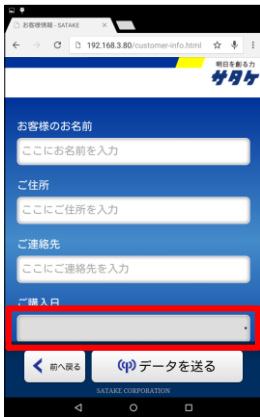 お客様情報 - SATAKE
192.168.3.80/customer-info.html
明日を創る力
サタケ
お客様のお名前
ここにお名前を入力
ご住所
ここにご住所を入力
ご連絡先
ここにご連絡先を入力
ご購入日
前へ戻る
データを送る
SATAKE CORPORATION